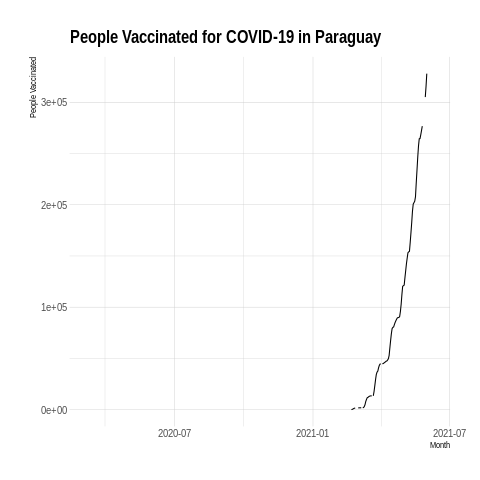 People Vaccinated for COVID-19 in Paraguay
People Vaccinated
3e+05
2e+05
1e+05
0e+00
2020-07
2021-01
2021-07
Month